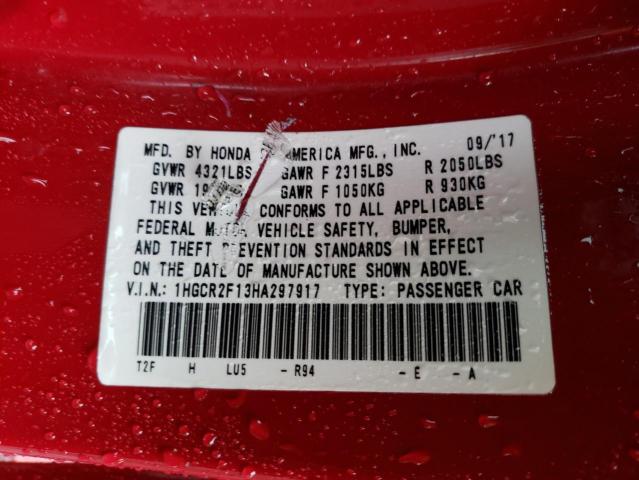 MFD. BY HONDA AMERICA MFG., INC. 09/'17
GVWR 4321LBS GAWR F 2315LBS R 2050LBS
GVWR GAWR F 1050KG R 930KG
THIS CONFORMS TO ALL APPLICABLE
FEDERAL VEHICLE SAFETY, BUMPER,
AND THEFT PREVENTION STANDARDS IN EFFECT
ON THE DATE OF MANUFACTURE SHOWN ABOVE.
V.I.N.: 1HGCR2F13HA297917 TYPE: PASSENGER CAR
T2F H LU5 - R94 - E - A